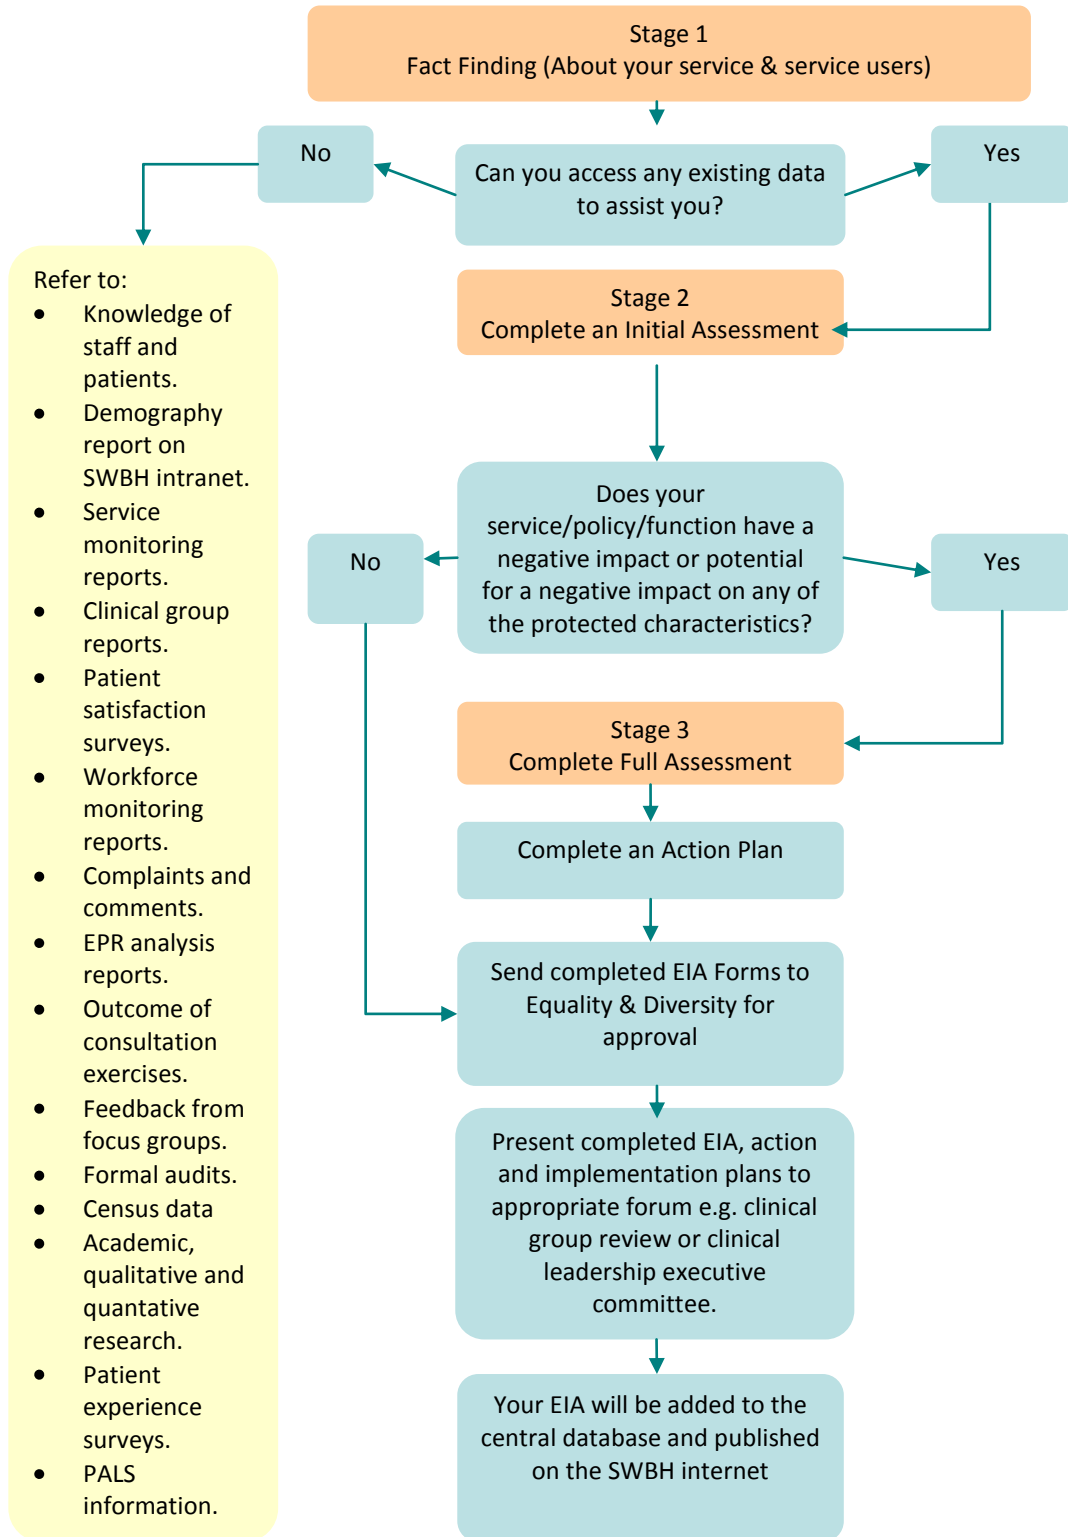 Stage 1
Fact Finding (About your service & service users)
No
Can you access any existing data
to assist you?
Yes
Refer to:
• Knowledge of
staff and
patients.
• Demography
report on
SWBH intranet.
• Service
monitoring
reports.
• Clinical group
reports.
• Patient
satisfaction
surveys.
• Workforce
monitoring
reports.
• Complaints and
comments.
• EPR analysis
reports.
• Outcome of
consultation
exercises.
• Feedback from
focus groups.
• Formal audits.
• Census data
• Academic,
qualitative and
quantative
research.
• Patient
experience
surveys.
• PALS
information.
Stage 2
Complete an Initial Assessment
No
Does your
service/policy/function have a
negative impact or potential
for a negative impact on any of
the protected characteristics?
Yes
Stage 3
Complete Full Assessment
Complete an Action Plan
Send completed EIA Forms to
Equality & Diversity for
approval
Present completed EIA, action
and implementation plans to
appropriate forum e.g. clinical
group review or clinical
leadership executive
committee.
Your EIA will be added to the
central database and published
on the SWBH internet